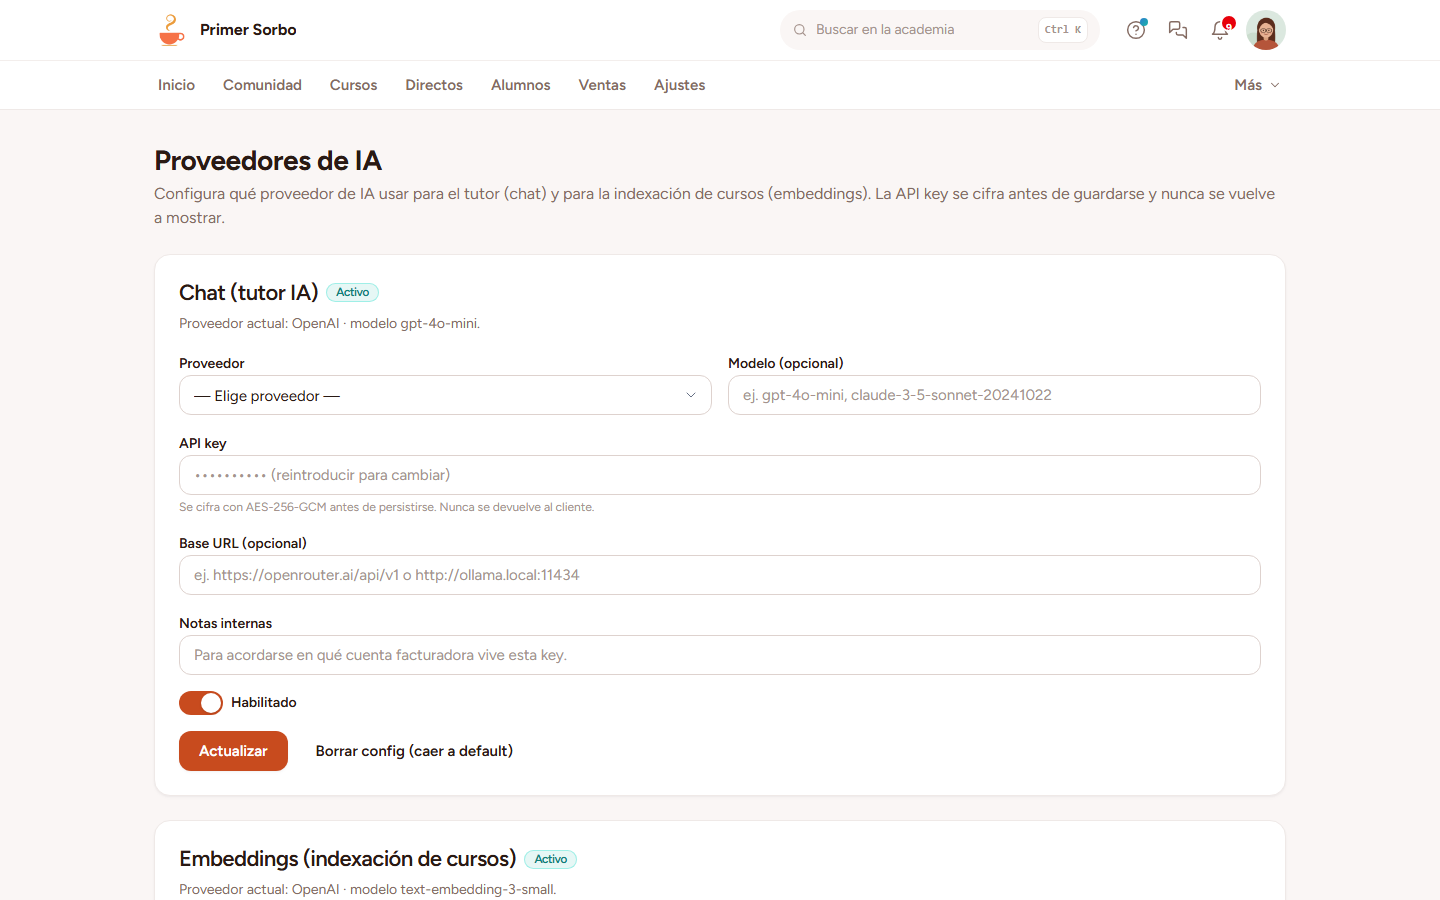 Primer Sorbo
Buscar en la academia
Ctrl K
9
Inicio
Comunidad
Cursos
Directos
Alumnos
Ventas
Ajustes
Más
Proveedores de IA
Configura qué proveedor de IA usar para el tutor (chat) y para la indexación de cursos (embeddings). La API key se cifra antes de guardarse y nunca se vuelve
a mostrar.
Chat (tutor IA)
Activo
Proveedor actual: OpenAI · modelo gpt-4o-mini.
Proveedor
Modelo (opcional)
— Elige proveedor —
ej. gpt-4o-mini, claude-3-5-sonnet-20241022
API key
•••••••••• (reintroducir para cambiar)
Se cifra con AES-256-GCM antes de persistirse. Nunca se devuelve al cliente.
Base URL (opcional)
ej. https://openrouter.ai/api/v1 o http://ollama.local:11434
Notas internas
Para acordarse en qué cuenta facturadora vive esta key.
Habilitado
Actualizar
Borrar config (caer a default)
Embeddings (indexación de cursos)
Activo
Proveedor actual: OpenAI · modelo text-embedding-3-small.